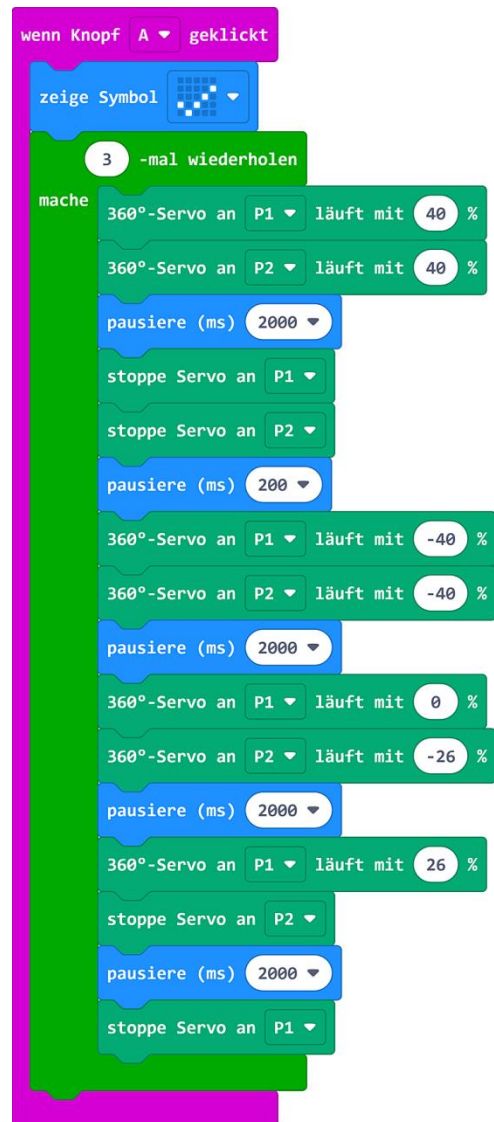 wenn Knopf A geklickt
zeige Symbol
3 -mal wiederholen
mache
360°-Servo an P1 läuft mit 40 %
360°-Servo an P2 läuft mit 40 %
pausiere (ms) 2000
stoppe Servo an P1
stoppe Servo an P2
pausiere (ms) 200
360°-Servo an P1 läuft mit -40 %
360°-Servo an P2 läuft mit -40 %
pausiere (ms) 2000
360°-Servo an P1 läuft mit 0 %
360°-Servo an P2 läuft mit -26 %
pausiere (ms) 2000
360°-Servo an P1 läuft mit 26 %
stoppe Servo an P2
pausiere (ms) 2000
stoppe Servo an P1